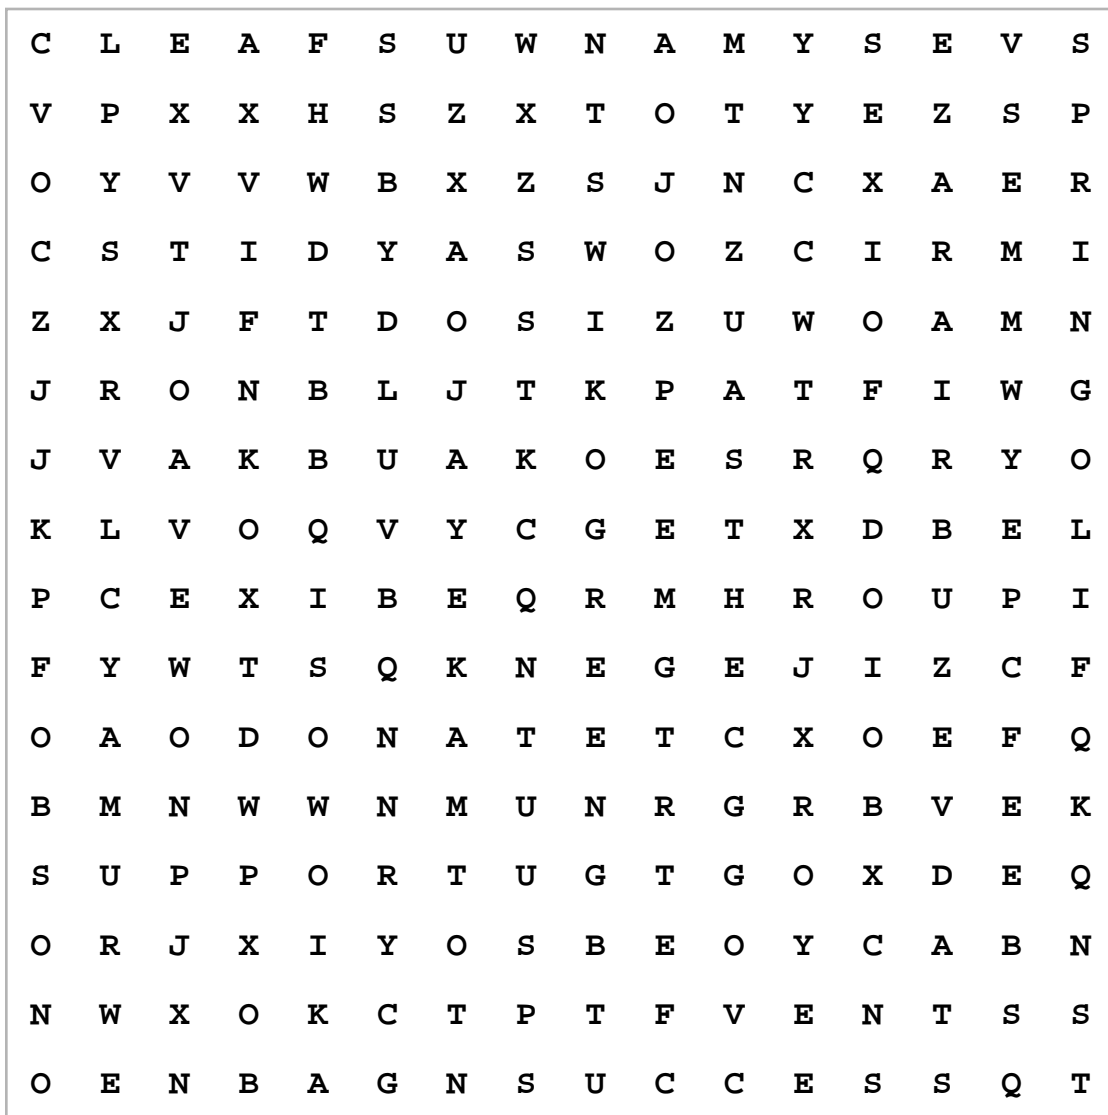 C L E A F S U W N A M Y S E V S
V P X X H S Z X T O T Y E Z S P
O Y V V W B X Z S J N C X A E R
C S T I D Y A S W O Z C I R M I
Z X J F T D O S I Z U W O A M N
J R O N B L J T K P A T F I W G
J V A K B U A K O E S R Q R Y O
K L V O Q V Y C G E T X D B E L
P C E X I B E Q R M H R O U P I
F Y W T S Q K N E G E J I Z C F
O A O D O N A T E T C X O E F Q
B M N W W N M U N R G R B V E K
S U P P O R T U G T G O X D E Q
O R J X I Y O S B E O Y C A B N
N W X O K C T P T F V E N T S S
O E N B A G N S U C C E S S Q T